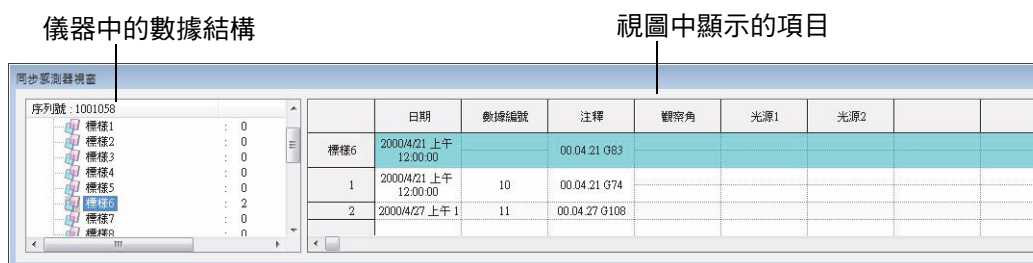 儀器中的數據結構
視圖中顯示的項目
同步感測器視窗
序列號 : 1001058
標樣1 : 0
標樣2 : 0
標樣3 : 0
標樣4 : 0
標樣5 : 0
標樣6 : 2
標樣7 : 0
標樣8 : 0
日期 數據編號 注釋 觀察角 光源1 光源2
標樣6 2000/4/21 上午 12:00:00 00.04.21 G83
1 2000/4/21 上午 12:00:00 10 00.04.21 G74
2 2000/4/27 上午 1 11 00.04.27 G108